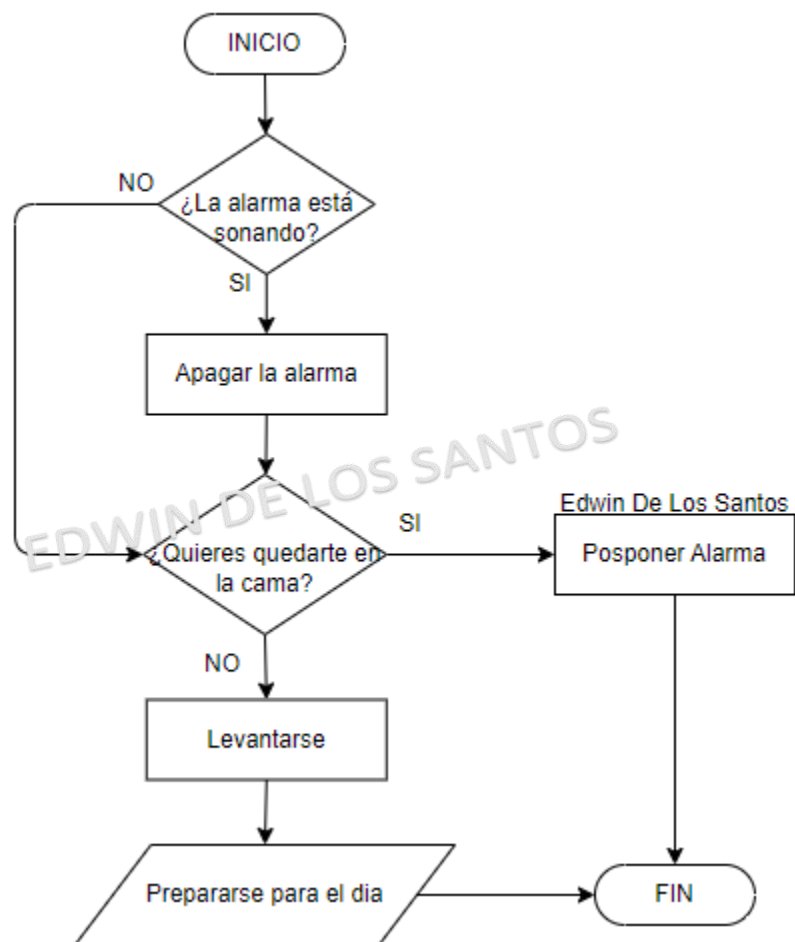 INICIO
NO
¿La alarma está
sonando?
SI
Apagar la alarma
EDWIN DE LOS SANTOS
¿Quieres quedarte en
la cama?
SI
Edwin De Los Santos
Posponer Alarma
NO
Levantarse
Prepararse para el dia
FIN